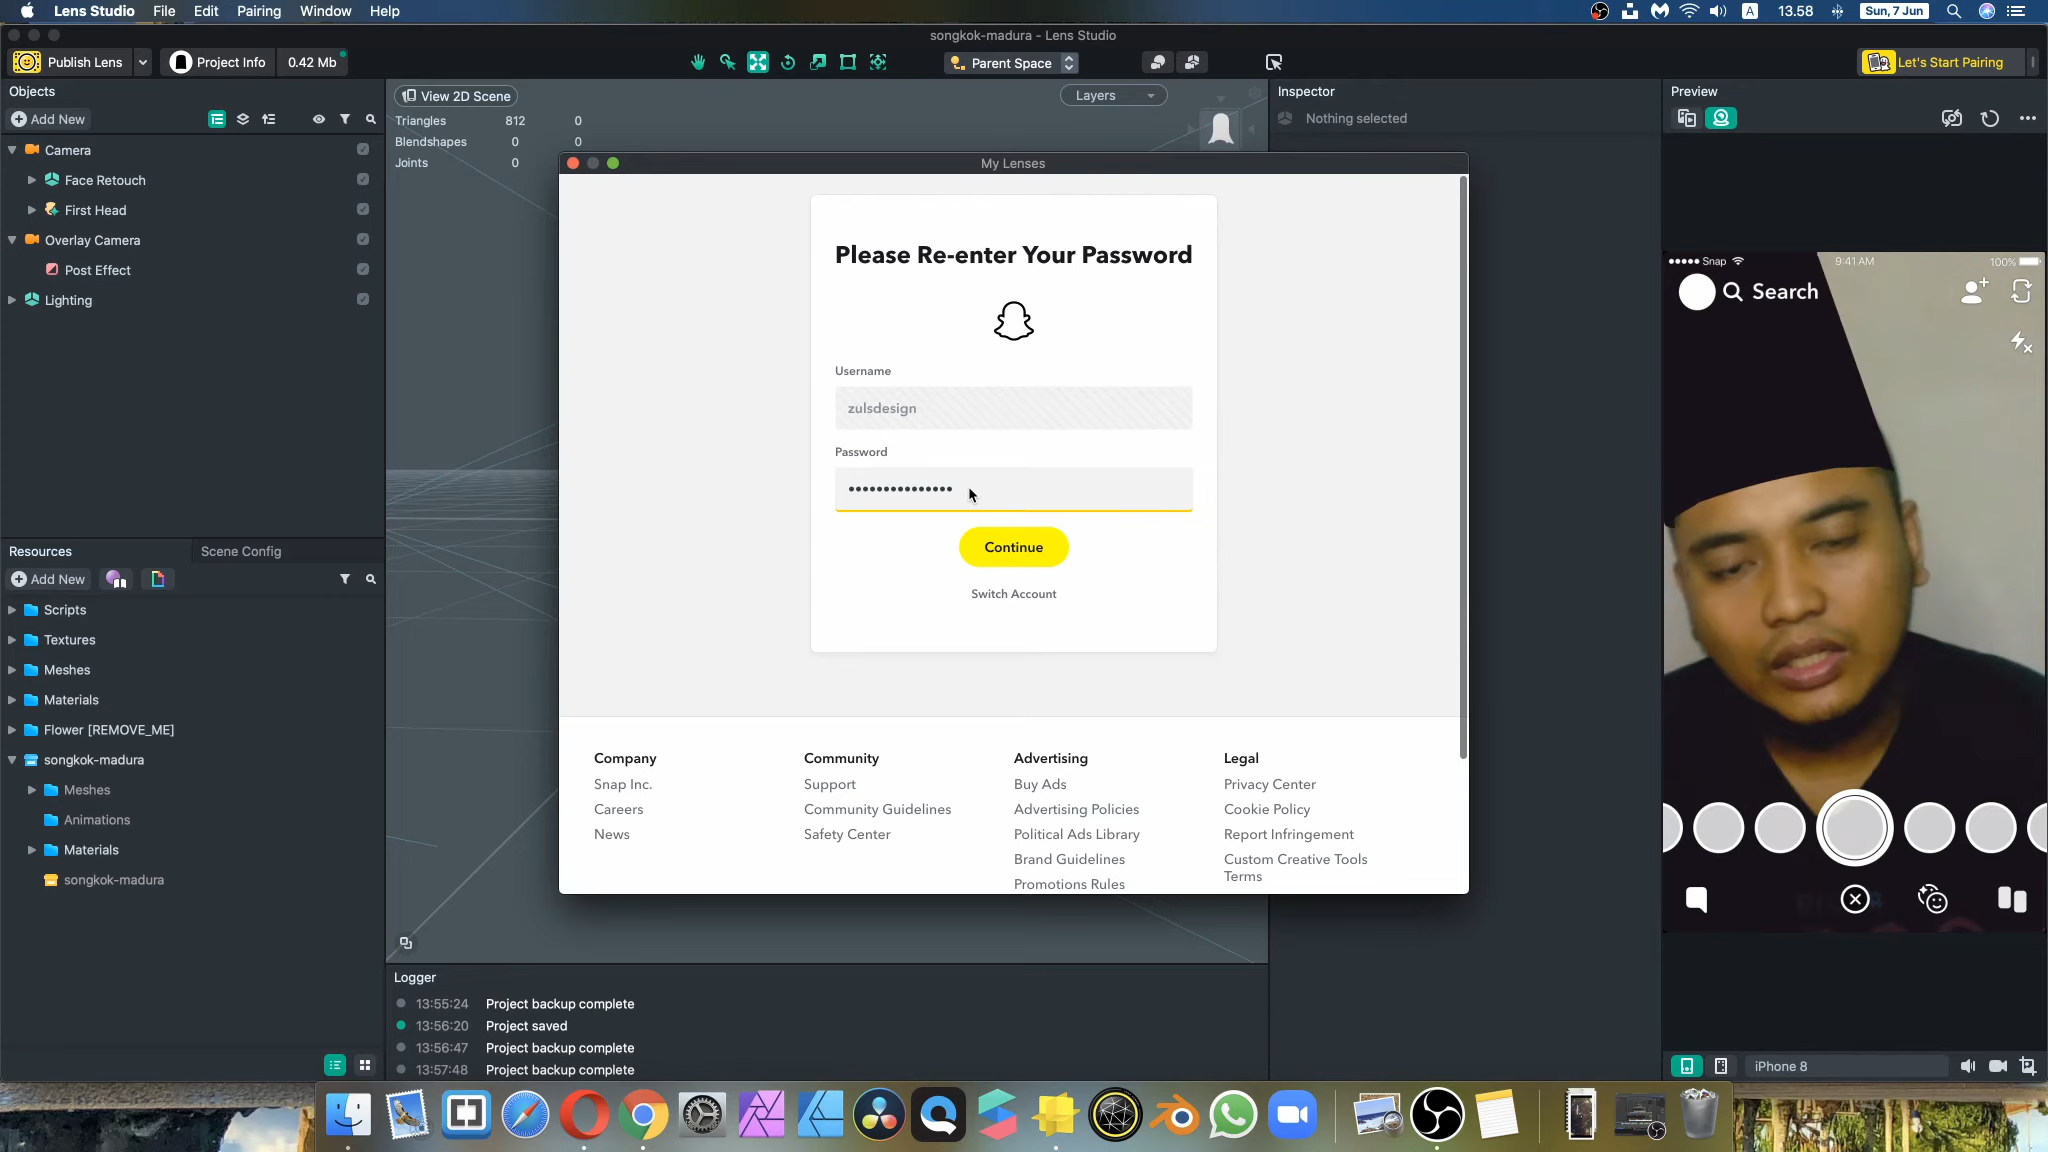 Lens Studio File Edit Pairing Window Help
A 13.58 Sun, 7 Jun
songkok-madura - Lens Studio
Publish Lens Project Info 0.42 Mb
Parent Space
Let's Start Pairing
Objects
Add New
Camera
Face Retouch
First Head
Overlay Camera
Post Effect
Lighting
View 2D Scene
Layers
Triangles 812 0
Blendshapes 0 0
Joints 0
Inspector
Nothing selected
Preview
My Lenses
Please Re-enter Your Password
Username
zulsdesign
Password
•••••••••••••••
Continue
Switch Account
Company
Snap Inc.
Careers
News
Community
Support
Community Guidelines
Safety Center
Advertising
Buy Ads
Advertising Policies
Political Ads Library
Brand Guidelines
Promotions Rules
Legal
Privacy Center
Cookie Policy
Report Infringement
Custom Creative Tools
Terms
Snap 9:41 AM 100%
Search
Resources Scene Config
Add New
Scripts
Textures
Meshes
Materials
Flower [REMOVE_ME]
songkok-madura
Meshes
Animations
Materials
songkok-madura
Logger
13:55:24 Project backup complete
13:56:20 Project saved
13:56:47 Project backup complete
13:57:48 Project backup complete
iPhone 8